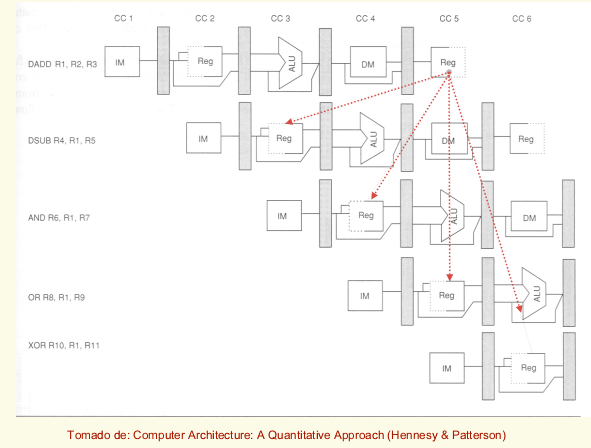 CC 1 CC 2 CC 3 CC 4 CC 5 CC 6
DADD R1, R2, R3 IM Reg ALU DM Reg
DSUB R4, R1, R5 IM Reg ALU DM Reg
AND R6, R1, R7 IM Reg ALU DM
OR R8, R1, R9 IM Reg ALU
XOR R10, R1, R11 IM Reg
Tomado de: Computer Architecture: A Quantitative Approach (Hennesy & Patterson)